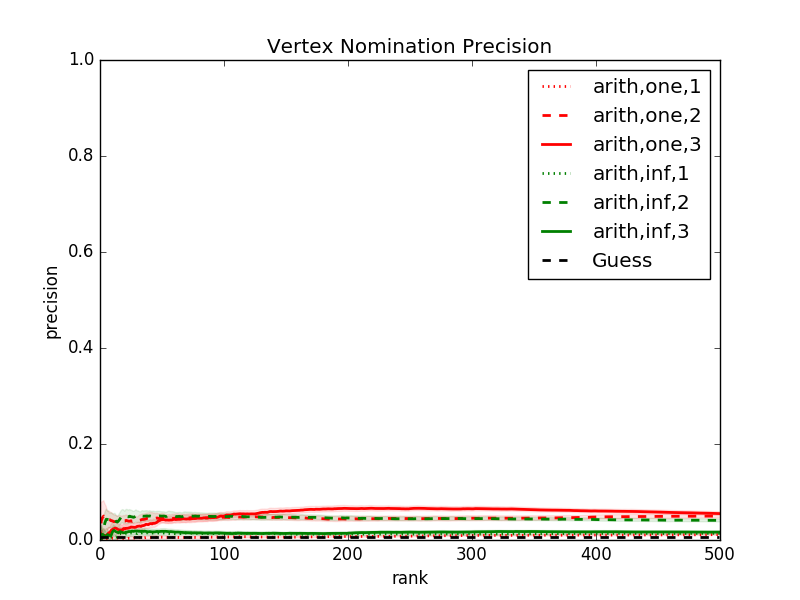 Vertex Nomination Precision
1.0
0.8
0.6
0.4
0.2
0.0
precision
0
100
200
300
400
500
rank
arith,one,1
arith,one,2
arith,one,3
arith,inf,1
arith,inf,2
arith,inf,3
Guess